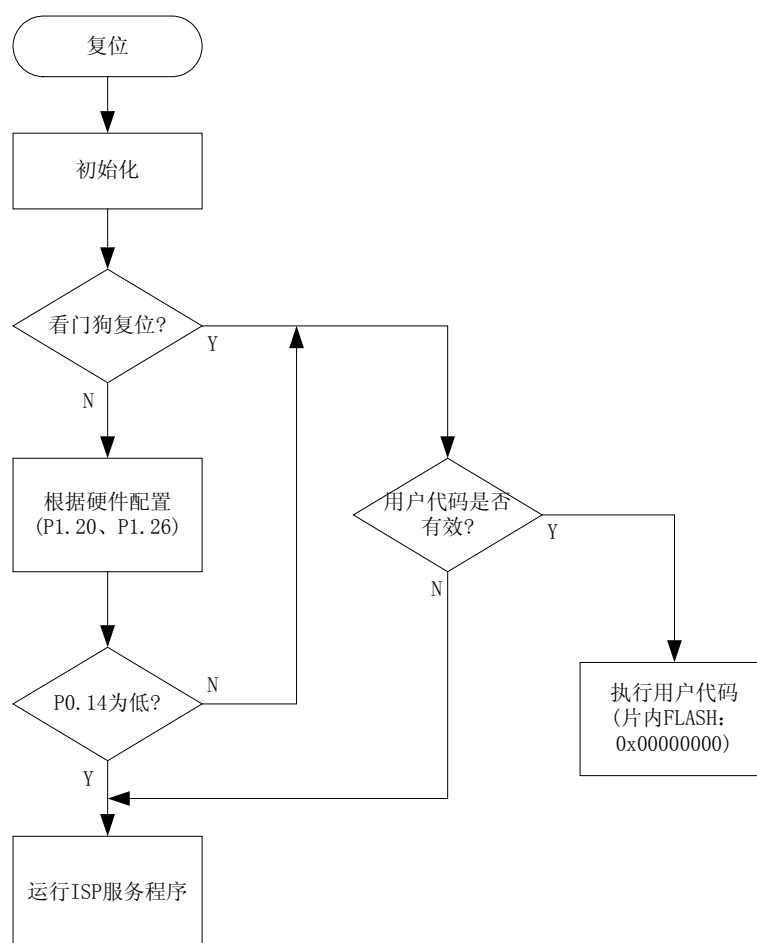 复位
初始化
看门狗复位?
Y
N
根据硬件配置
(P1.20、P1.26)
用户代码是否
有效?
Y
N
P0.14为低?
N
Y
执行用户代码
(片内FLASH:
0x00000000)
运行ISP服务程序